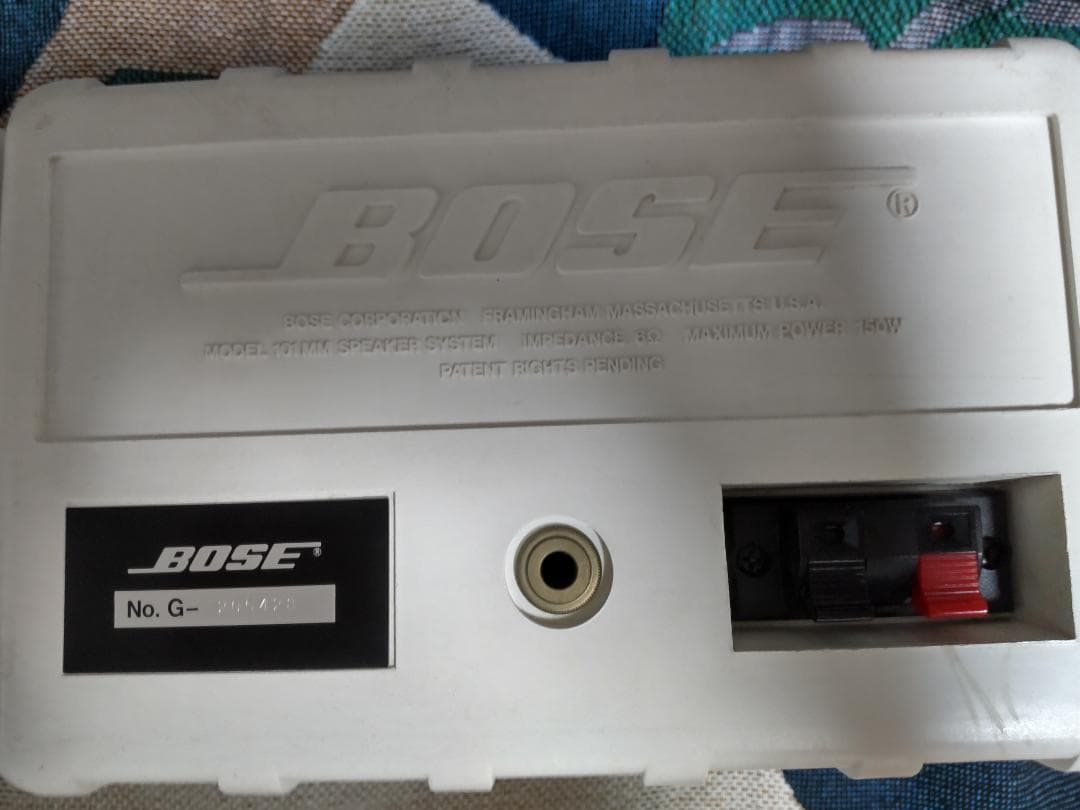 BOSE®
BOSE CORPORATION FRAMINGHAM MASSACHUSETTS U.S.A.
MODEL 101MM SPEAKER SYSTEM IMPEDANCE 6Ω MAXIMUM POWER 150W
PATENT RIGHTS PENDING
BOSE®
No. G-